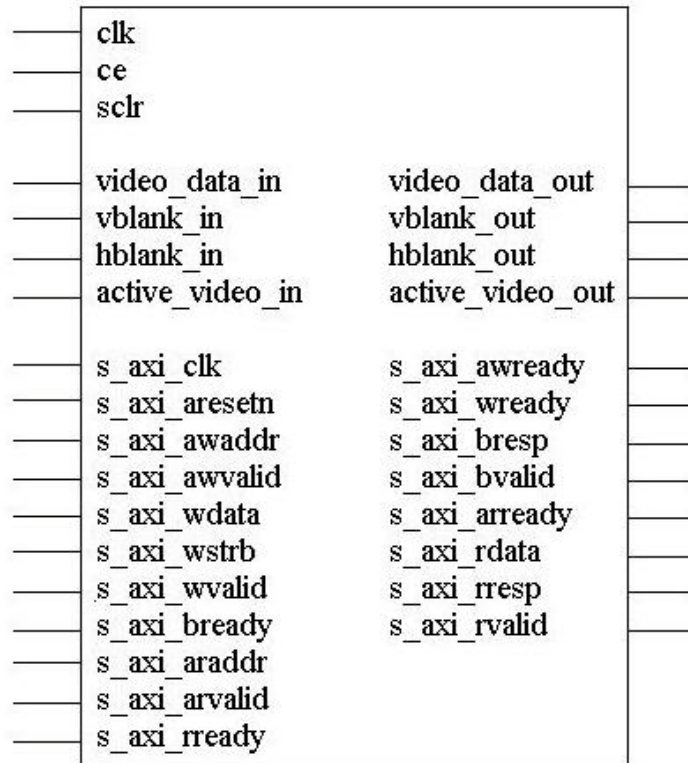 clk
ce
sclr
video_data_in video_data_out
vblank_in vblank_out
hblank_in hblank_out
active_video_in active_video_out
s_axi_clk s_axi_awready
s_axi_aresetn s_axi_wready
s_axi_awaddr s_axi_bresp
s_axi_awvalid s_axi_bvalid
s_axi_wdata s_axi_arready
s_axi_wstrb s_axi_rdata
s_axi_wvalid s_axi_rresp
s_axi_bready s_axi_rvalid
s_axi_araddr
s_axi_arvalid
s_axi_rready